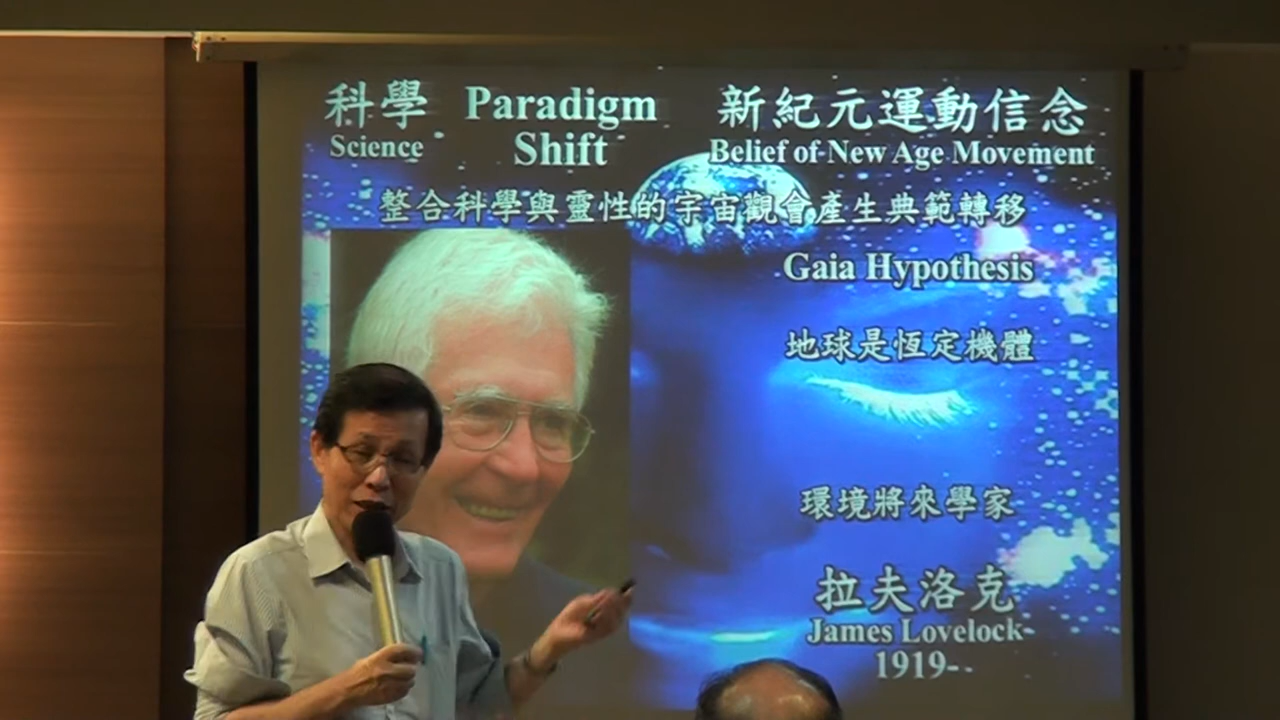 科學 Paradigm Shift 新紀元運動信念
Science Belief of New Age Movement
整合科學與靈性的宇宙觀會產生典範轉移
Gaia Hypothesis
地球是恆定機體
環境將來學家
拉夫洛克
James Lovelock
1919-